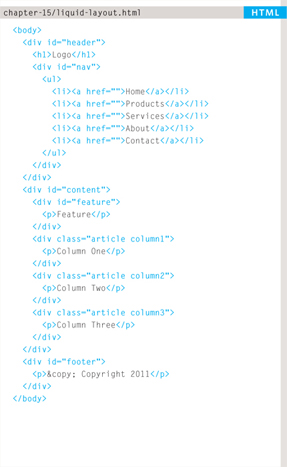 chapter-15/liquid-layout.html HTML
<body>
<div id="header">
<h1>Logo</h1>
<div id="nav">
<ul>
<li><a href="">Home</a></li>
<li><a href="">Products</a></li>
<li><a href="">Services</a></li>
<li><a href="">About</a></li>
<li><a href="">Contact</a></li>
</ul>
</div>
</div>
<div id="content">
<div id="feature">
<p>Feature</p>
</div>
<div class="article column1">
<p>Column One</p>
</div>
<div class="article column2">
<p>Column Two</p>
</div>
<div class="article column3">
<p>Column Three</p>
</div>
</div>
<div id="footer">
<p>&copy; Copyright 2011</p>
</div>
</body>